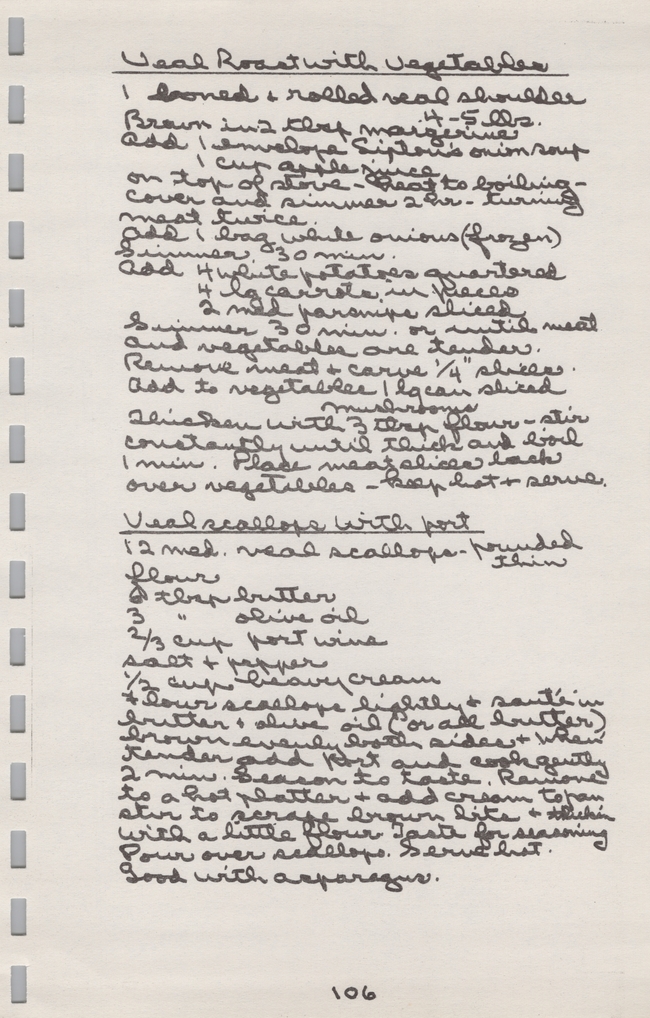 Veal Roast with Vegetables
1 boned + rolled veal shoulder
4-5 lbs.
Brown in 2 tbsp margerine
add 1 envelope Lipton's onion soup
1 cup apple juice
on top of stove - heat to boiling -
cover and simmer 2 hr - turning
meat twice.
Add 1 bag white onions (frozen)
Simmer 30 min.
Add 4 white potatoes quartered
4 lg carrots in pieces
2 med parsnips sliced
Simmer 30 min. or until meat
and vegetables are tender.
Remove meat + carve 1/4" slices.
Add to vegetables 1 lg can sliced
mushrooms
Thicken with 3 tbsp flour - stir
constantly until thick and boil
1 min. Place meat slices back
over vegetables - keep hot + serve.
Veal scallops with port
12 med. veal scallops - pounded
thin
flour
tbsp butter
3 " olive oil
2/3 cup port wine
salt + pepper
1/2 cup heavy cream
Flour scallops lightly + sauté in
butter + olive oil (or all butter)
brown evenly both sides + when
tender add port and cook gently
2 min. Season to taste. Remove
to a hot platter + add cream to pan
stir to scrape brown bits + thicken
with a little flour Taste for seasoning
Pour over scallops. Serve hot.
Good with asparagus.
106